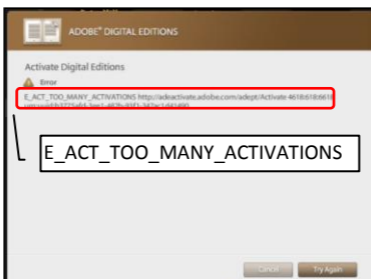 ADOBE® DIGITAL EDITIONS
Activate Digital Editions
Error
E_ACT_TOO_MANY_ACTIVATIONS http://adeactivate.adobe.com/adept/Activate
E_ACT_TOO_MANY_ACTIVATIONS
Cancel Try Again